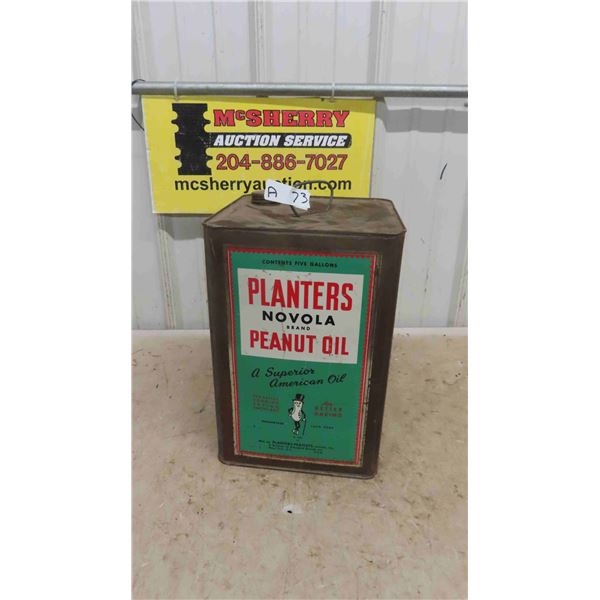 McSHERRY
AUCTION SERVICE
204-886-7027
mcsherryauction.com
A 73
CONTENTS FIVE GALLONS
PLANTERS
NOVOLA
BRAND
PEANUT OIL
A Superior
American Oil
BETTER